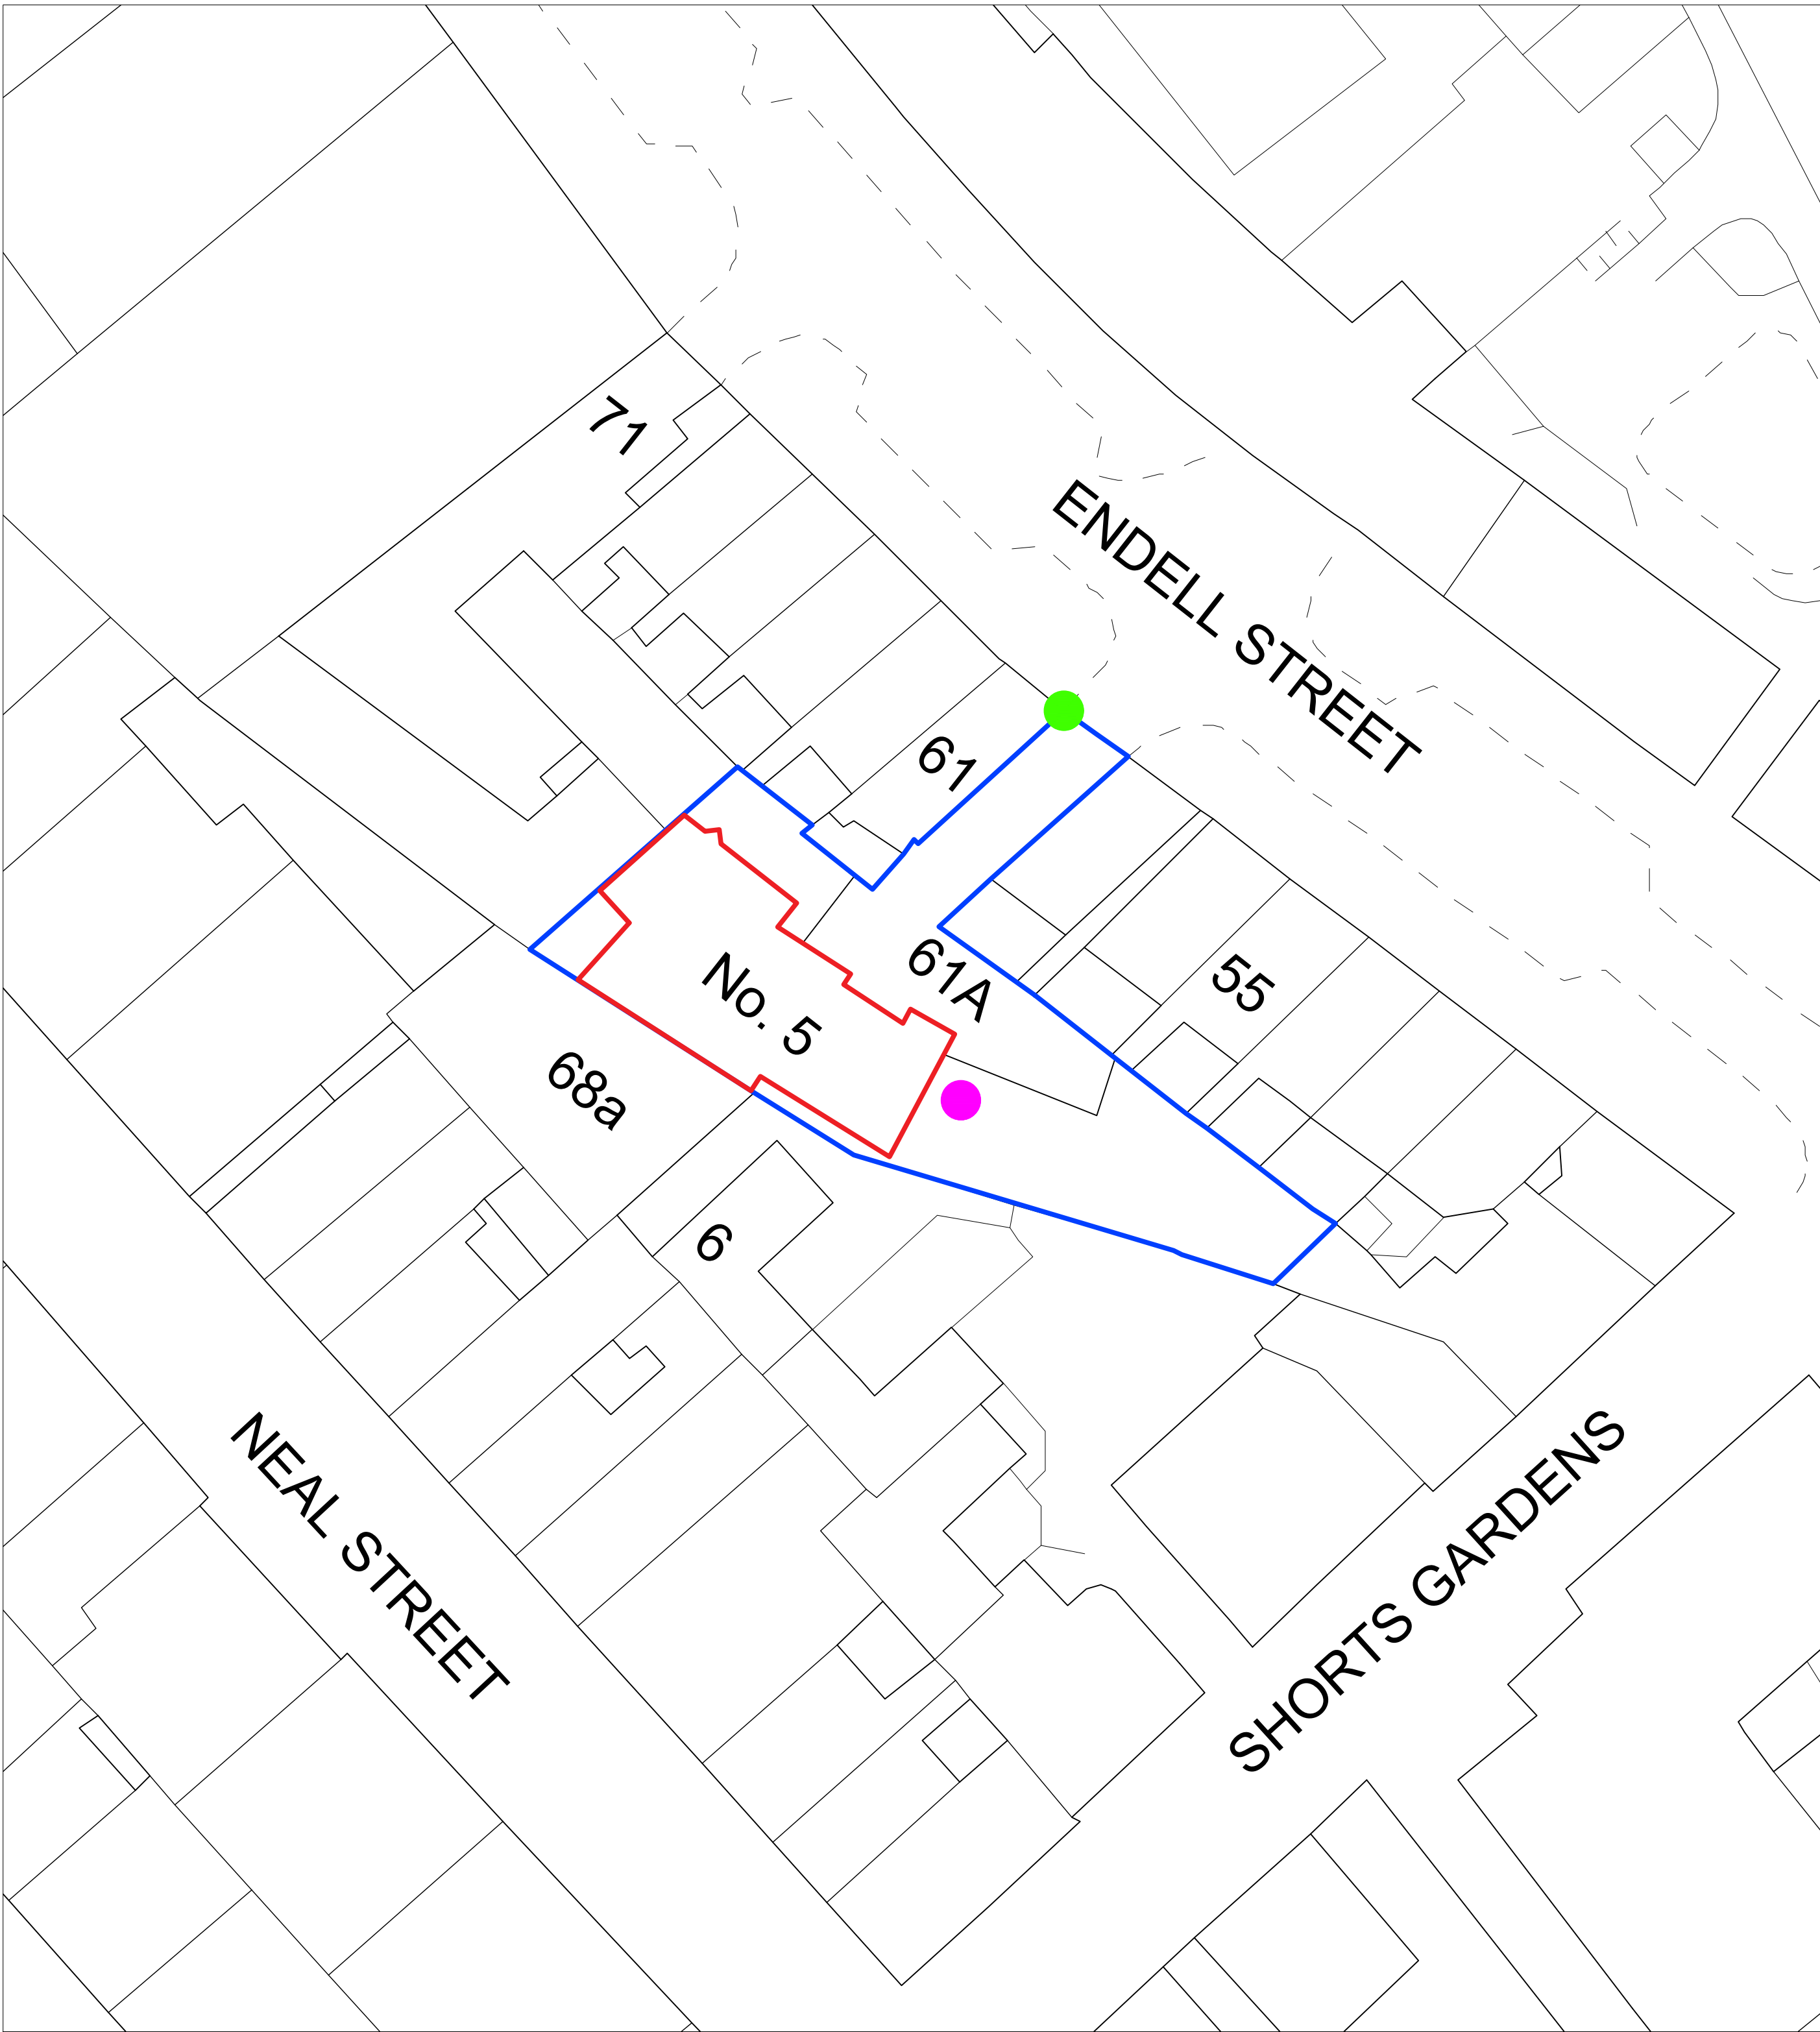 71
ENDELL STREET
61
61A
55
No. 5
68a
6
NEAL STREET
SHORTS GARDENS